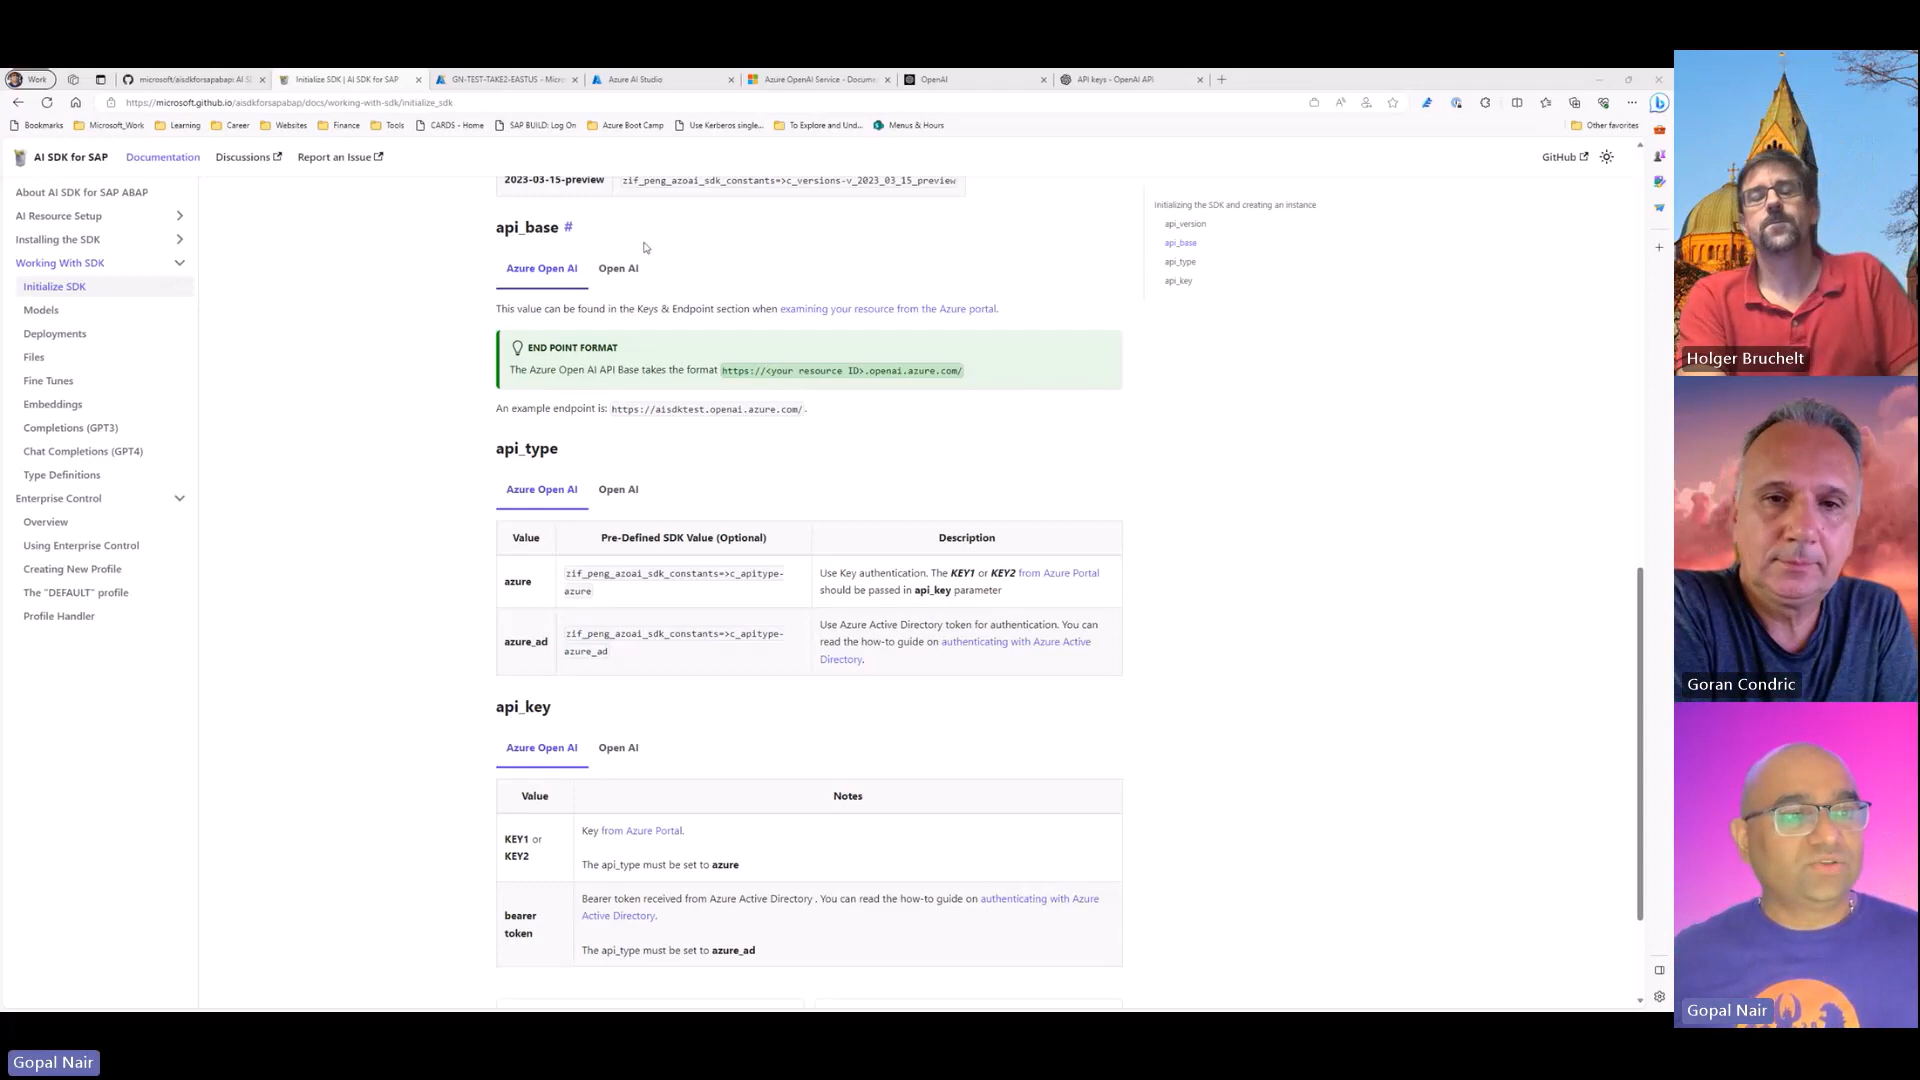 Work
microsoft/aisdkforsapabap: AI S
Initialize SDK | AI SDK for SAP
GN-TEST-TAKE2-EASTUS - Micro
Azure AI Studio
Azure OpenAI Service - Docume
OpenAI
API keys - OpenAI API
https://microsoft.github.io/aisdkforsapabap/docs/working-with-sdk/initialize_sdk
Bookmarks
Microsoft_Work
Learning
Career
Websites
Finance
Tools
CARDS - Home
SAP BUILD: Log On
Azure Boot Camp
Use Kerberos single...
To Explore and Und...
Menus & Hours
Other favorites
AI SDK for SAP
Documentation
Discussions
Report an Issue
GitHub
About AI SDK for SAP ABAP
AI Resource Setup
Installing the SDK
Working With SDK
Initialize SDK
Models
Deployments
Files
Fine Tunes
Embeddings
Completions (GPT3)
Chat Completions (GPT4)
Type Definitions
Enterprise Control
Overview
Using Enterprise Control
Creating New Profile
The "DEFAULT" profile
Profile Handler
2023-03-15-preview zif_peng_azoai_sdk_constants=>c_versions-v_2023_03_15_preview
api_base #
Azure Open AI Open AI
This value can be found in the Keys & Endpoint section when examining your resource from the Azure portal.
END POINT FORMAT
The Azure Open AI API Base takes the format https://<your resource ID>.openai.azure.com/
An example endpoint is: https://aisdktest.openai.azure.com/.
api_type
Azure Open AI Open AI
Value Pre-Defined SDK Value (Optional) Description
azure
zif_peng_azoai_sdk_constants=>c_apitype-
azure
Use Key authentication. The KEY1 or KEY2 from Azure Portal
should be passed in api_key parameter
azure_ad
zif_peng_azoai_sdk_constants=>c_apitype-
azure_ad
Use Azure Active Directory token for authentication. You can
read the how-to guide on authenticating with Azure Active
Directory.
api_key
Azure Open AI Open AI
Value Notes
KEY1 or
KEY2
Key from Azure Portal.
The api_type must be set to azure
bearer
token
Bearer token received from Azure Active Directory . You can read the how-to guide on authenticating with Azure
Active Directory.
The api_type must be set to azure_ad
Initializing the SDK and creating an instance
api_version
api_base
api_type
api_key
Holger Bruchelt
Goran Condric
Gopal Nair
Gopal Nair